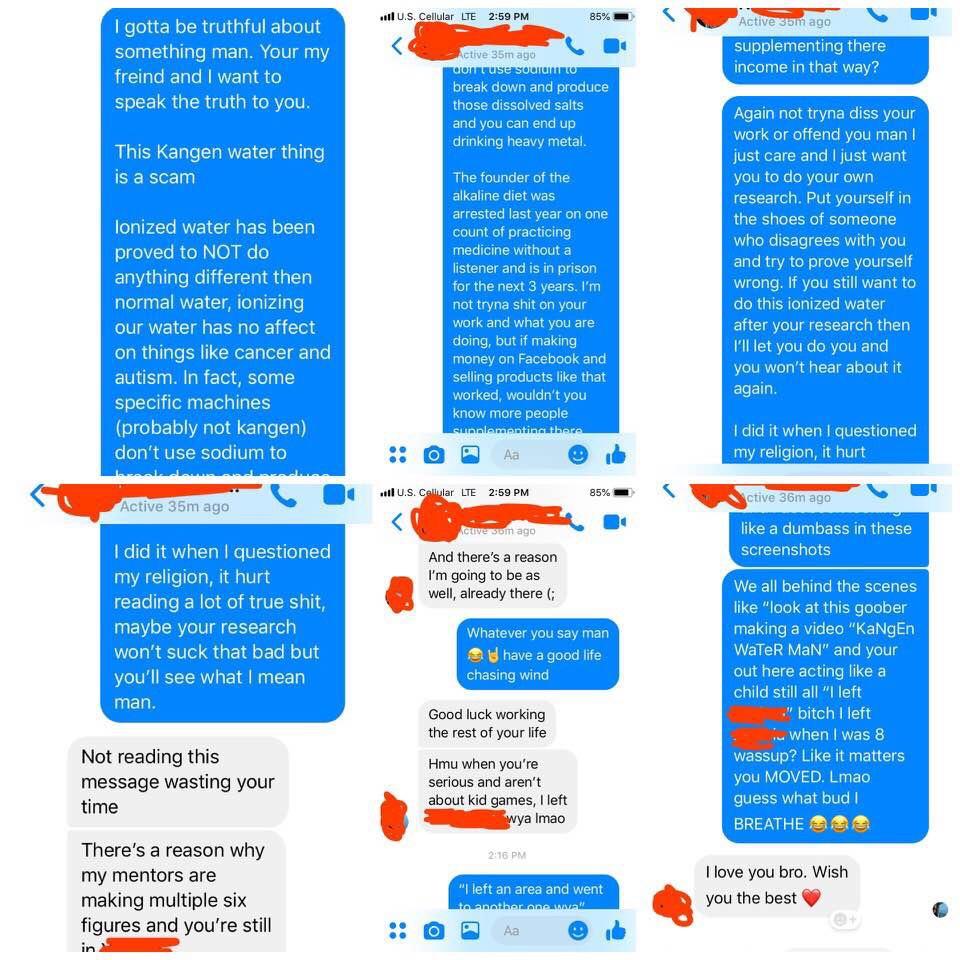 I gotta be truthful about
something man. Your my
freind and I want to
speak the truth to you.
This Kangen water thing
is a scam
Ionized water has been
proved to NOT do
anything different then
normal water, ionizing
our water has no affect
on things like cancer and
autism. In fact, some
specific machines
(probably not kangen)
don't use sodium to
break down and produce
U.S. Cellular LTE 2:59 PM 85%
Active 35m ago
don't use sodium to
break down and produce
those dissolved salts
and you can end up
drinking heavy metal.
The founder of the
alkaline diet was
arrested last year on one
count of practicing
medicine without a
listener and is in prison
for the next 3 years. I'm
not tryna shit on your
work and what you are
doing, but if making
money on Facebook and
selling products like that
worked, wouldn't you
know more people
supplementing there
Aa
Active 35m ago
supplementing there
income in that way?
Again not tryna diss your
work or offend you man I
just care and I just want
you to do your own
research. Put yourself in
the shoes of someone
who disagrees with you
and try to prove yourself
wrong. If you still want to
do this ionized water
after your research then
I'll let you do you and
you won't hear about it
again.
I did it when I questioned
my religion, it hurt
Active 35m ago
I did it when I questioned
my religion, it hurt
reading a lot of true shit,
maybe your research
won't suck that bad but
you'll see what I mean
man.
Not reading this
message wasting your
time
There's a reason why
my mentors are
making multiple six
figures and you're still
in
U.S. Cellular LTE 2:59 PM 85%
Active 36m ago
And there's a reason
I'm going to be as
well, already there (;
Whatever you say man
😂🤘 have a good life
chasing wind
Good luck working
the rest of your life
Hmu when you're
serious and aren't
about kid games, I left
wya lmao
2:16 PM
"I left an area and went
to another one wya"
Aa
Active 36m ago
like a dumbass in these
screenshots
We all behind the scenes
like "look at this goober
making a video "KaNgEn
WaTeR MaN" and your
out here acting like a
child still all "I left
" bitch I left
when I was 8
wassup? Like it matters
you MOVED. Lmao
guess what bud I
BREATHE 😂😂😂
I love you bro. Wish
you the best ❤️